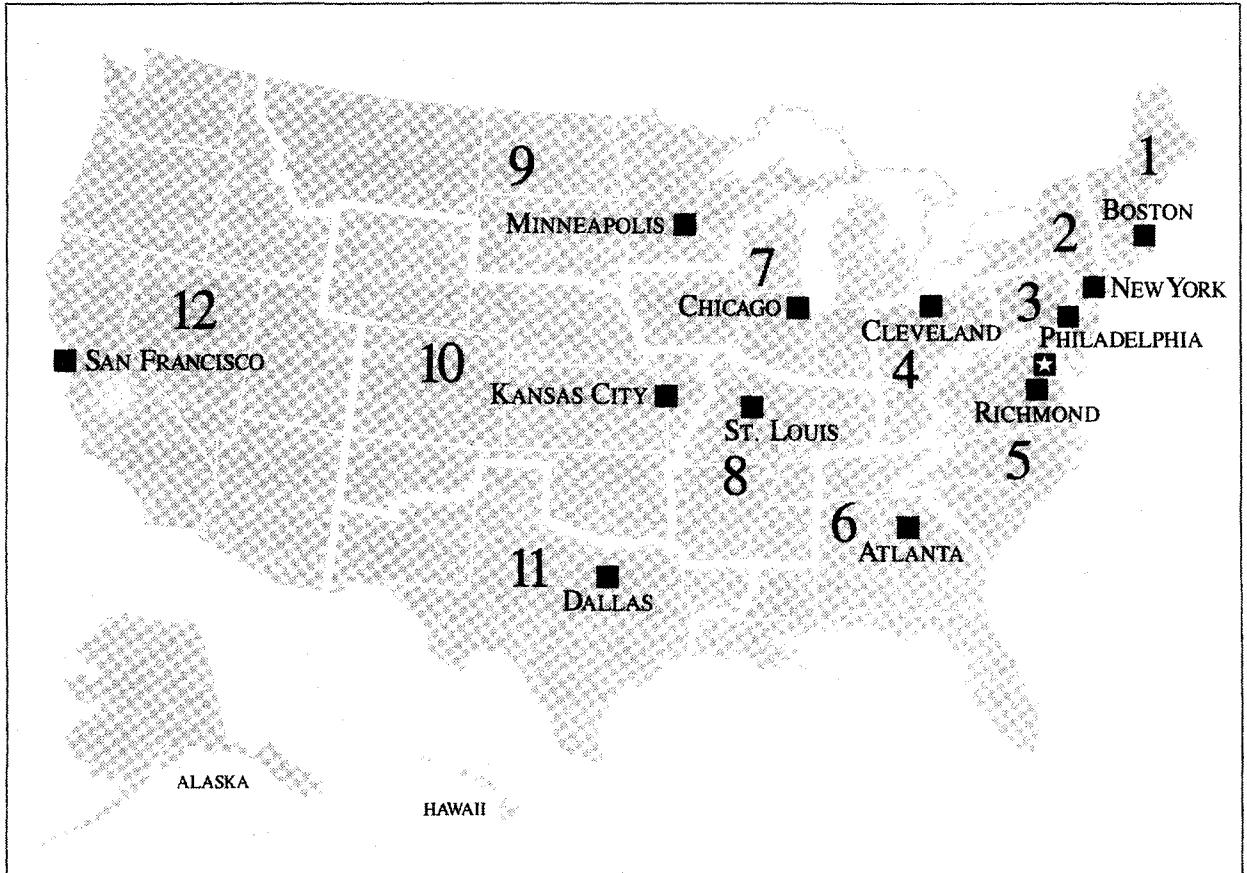 1
9
BOSTON
MINNEAPOLIS
2
7
NEW YORK
12
CHICAGO
3
CLEVELAND
PHILADELPHIA
SAN FRANCISCO
10
4
KANSAS CITY
RICHMOND
ST. LOUIS
5
8
6
ATLANTA
11
DALLAS
ALASKA
HAWAII